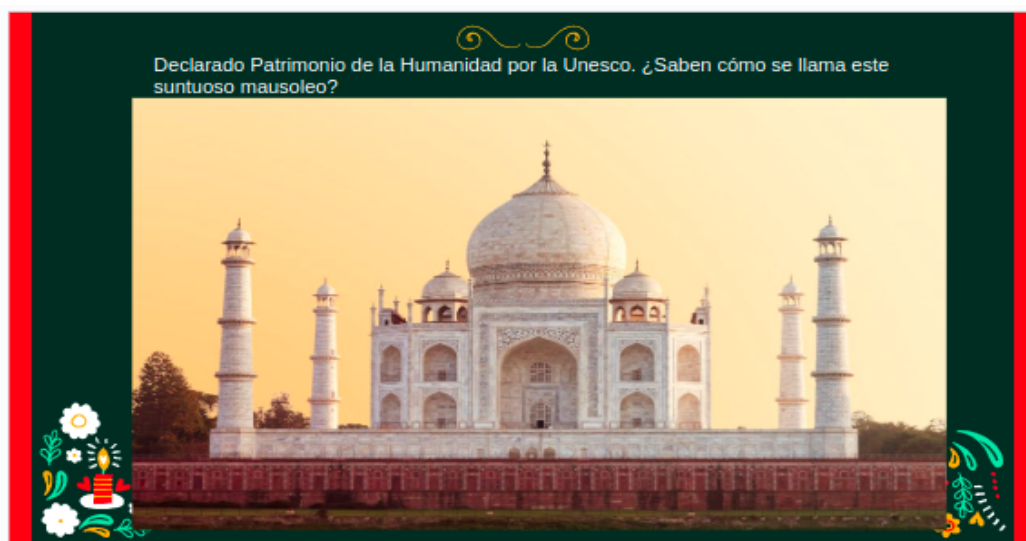 Declarado Patrimonio de la Humanidad por la Unesco. ¿Saben cómo se llama este
suntuoso mausoleo?